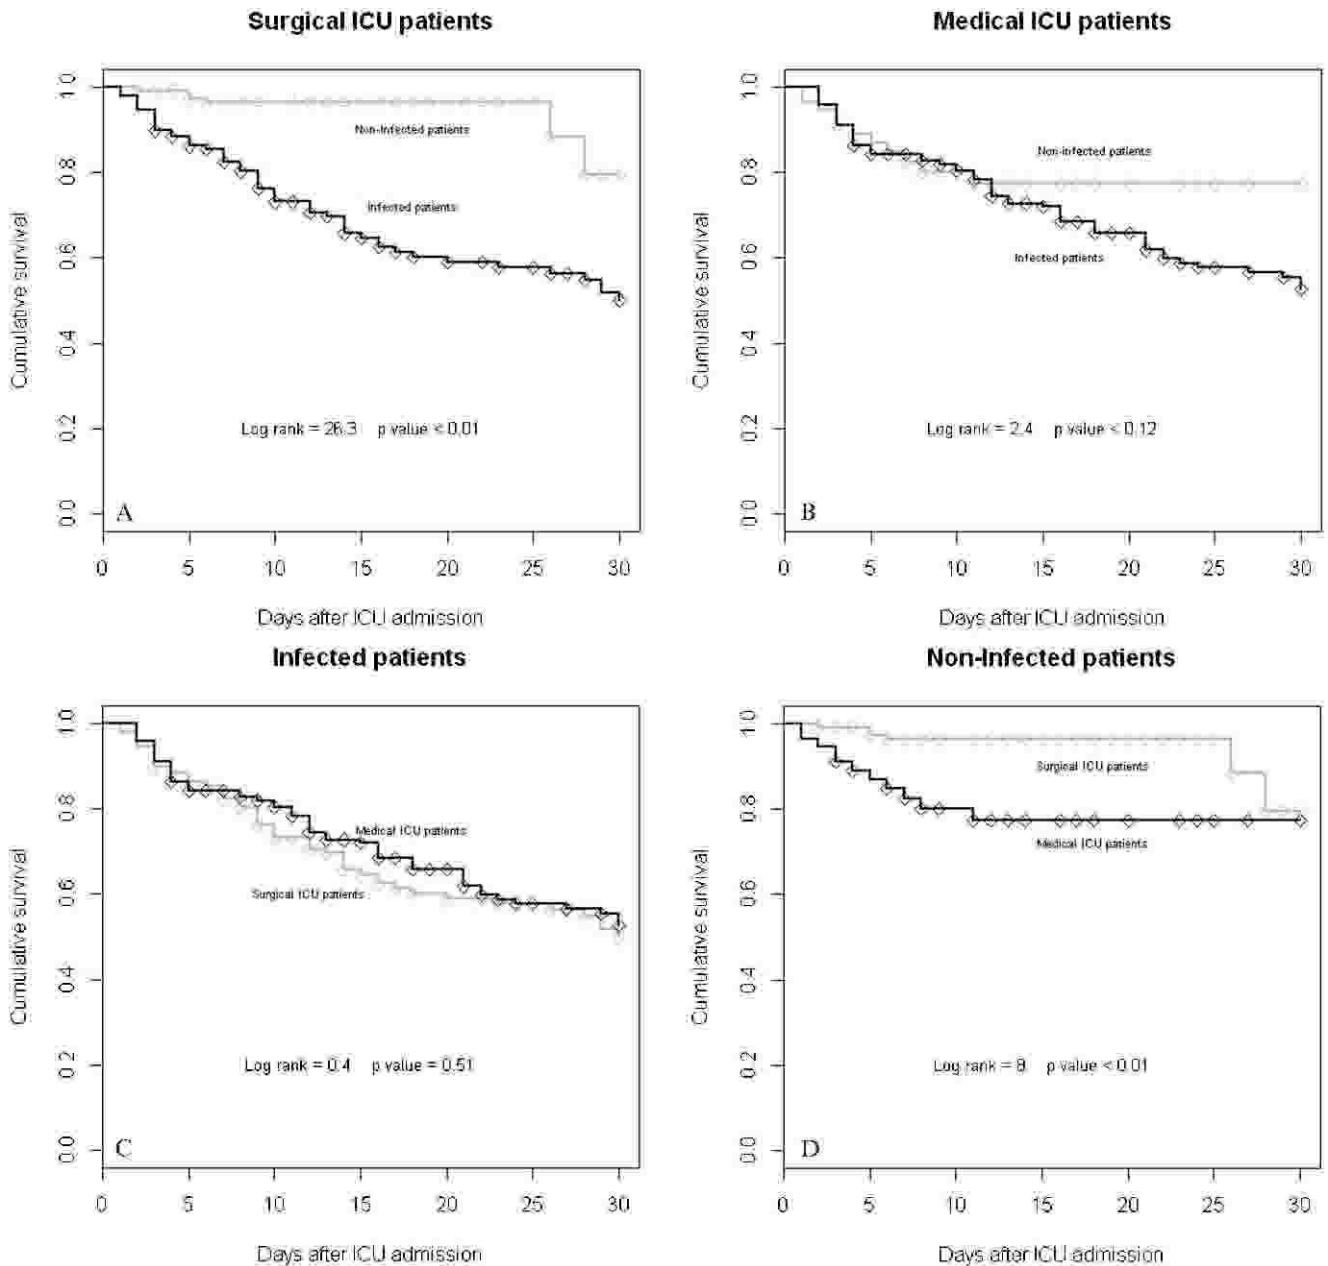 Surgical ICU patients
Cumulative survival
1.0
0.8
0.6
0.4
0.2
0.0
Non-Infected patients
Infected patients
Log rank = 26.3 p value < 0.01
A
0 5 10 15 20 25 30
Days after ICU admission
Medical ICU patients
Cumulative survival
1.0
0.8
0.6
0.4
0.2
0.0
Non-infected patients
Infected patients
Log rank = 2.4 p value < 0.12
B
0 5 10 15 20 25 30
Days after ICU admission
Infected patients
Cumulative survival
1.0
0.8
0.6
0.4
0.2
0.0
Medical ICU patients
Surgical ICU patients
Log rank = 0.4 p value = 0.51
C
0 5 10 15 20 25 30
Days after ICU admission
Non-Infected patients
Cumulative survival
1.0
0.8
0.6
0.4
0.2
0.0
Surgical ICU patients
Medical ICU patients
Log rank = 8 p value < 0.01
D
0 5 10 15 20 25 30
Days after ICU admission